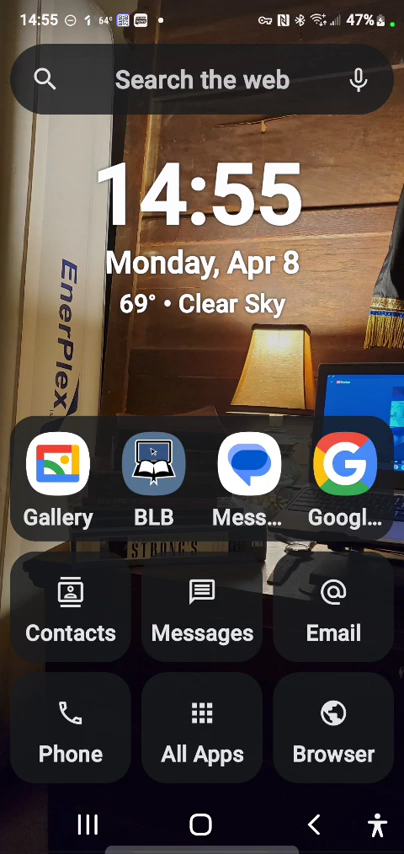 14:55 64° 47%
Search the web
14:55
Monday, Apr 8
69° • Clear Sky
EnerPlex
Gallery BLB Mess... Googl...
STRONG'S
Contacts Messages Email
Phone All Apps Browser